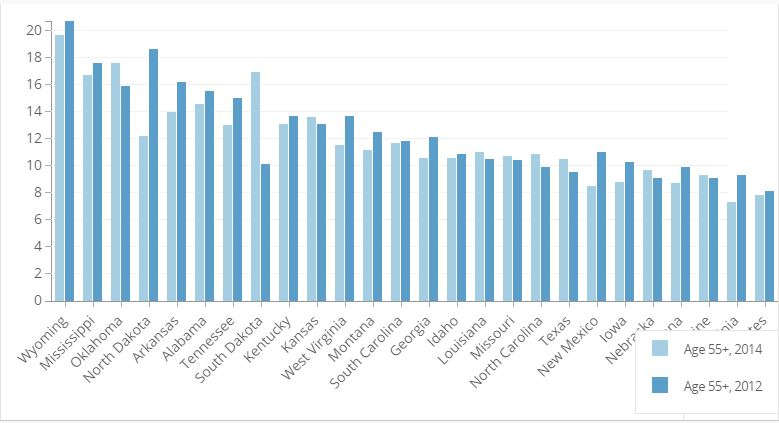 20
18
16
14
12
10
8
6
4
2
0
Wyoming
Mississippi
Oklahoma
North Dakota
Arkansas
Alabama
Tennessee
South Dakota
Kentucky
Kansas
West Virginia
Montana
South Carolina
Georgia
Idaho
Louisiana
Missouri
North Carolina
Texas
New Mexico
Iowa
Age 55+, 2014
Age 55+, 2012